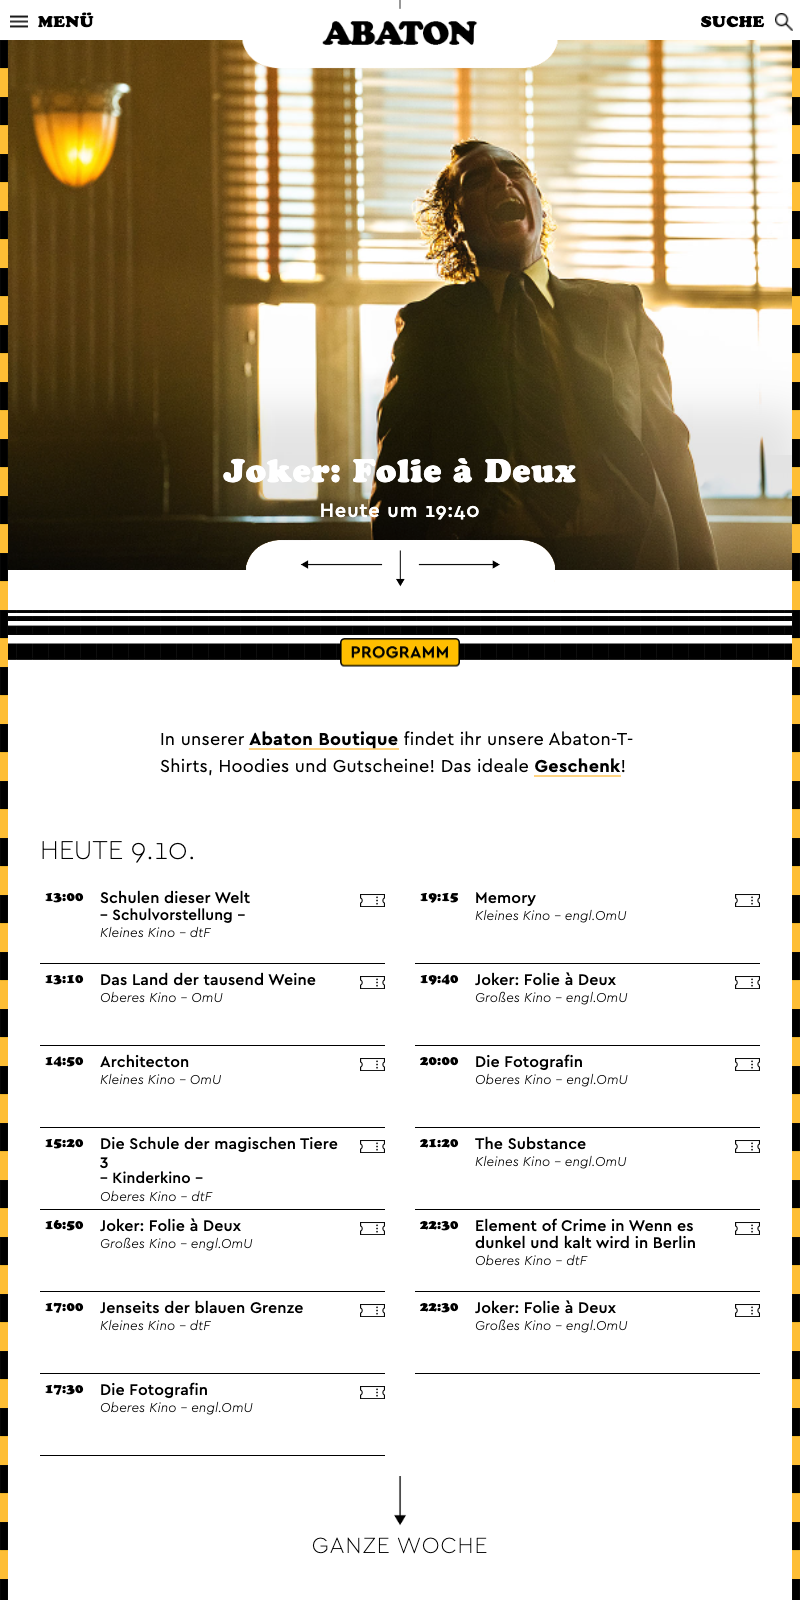 MENÜ
ABATON
SUCHE
Joker: Folie à Deux
Heute um 19:40
PROGRAMM
In unserer Abaton Boutique findet ihr unsere Abaton-T-
Shirts, Hoodies und Gutscheine! Das ideale Geschenk!
HEUTE 9.10.
13:00 Schulen dieser Welt
– Schulvorstellung –
Kleines Kino – dtF
13:10 Das Land der tausend Weine
Oberes Kino – OmU
14:50 Architecton
Kleines Kino – OmU
15:20 Die Schule der magischen Tiere
3
– Kinderkino –
Oberes Kino – dtF
16:50 Joker: Folie à Deux
Großes Kino – engl.OmU
17:00 Jenseits der blauen Grenze
Kleines Kino – dtF
17:30 Die Fotografin
Oberes Kino – engl.OmU
19:15 Memory
Kleines Kino – engl.OmU
19:40 Joker: Folie à Deux
Großes Kino – engl.OmU
20:00 Die Fotografin
Oberes Kino – engl.OmU
21:20 The Substance
Kleines Kino – engl.OmU
22:30 Element of Crime in Wenn es
dunkel und kalt wird in Berlin
Oberes Kino – dtF
22:30 Joker: Folie à Deux
Großes Kino – engl.OmU
GANZE WOCHE